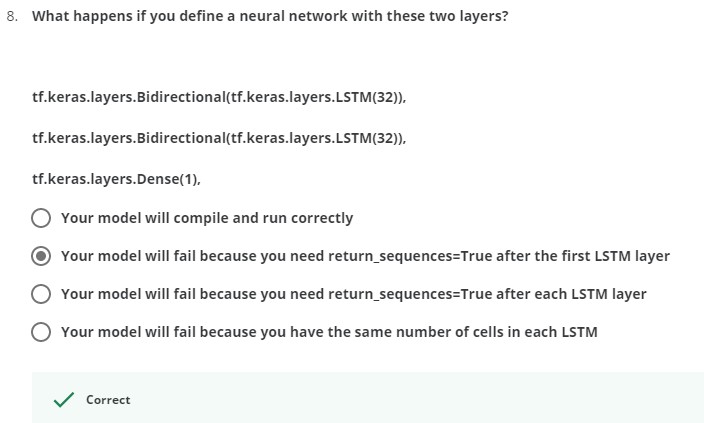 8. What happens if you define a neural network with these two layers?
tf.keras.layers.Bidirectional(tf.keras.layers.LSTM(32)),
tf.keras.layers.Bidirectional(tf.keras.layers.LSTM(32)),
tf.keras.layers.Dense(1),
Your model will compile and run correctly
Your model will fail because you need return_sequences=True after the first LSTM layer
Your model will fail because you need return_sequences=True after each LSTM layer
Your model will fail because you have the same number of cells in each LSTM
Correct